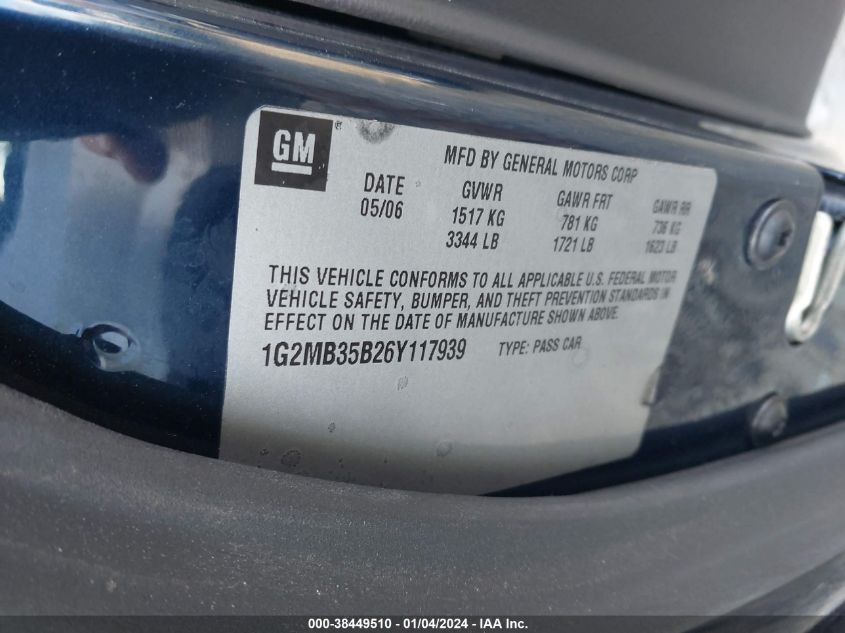 GM
MFD BY GENERAL MOTORS CORP
DATE GVWR GAWR FRT GAWR RR
05/06 1517 KG 781 KG 736 KG
3344 LB 1721 LB 1623 LB
THIS VEHICLE CONFORMS TO ALL APPLICABLE U.S. FEDERAL MOTOR
VEHICLE SAFETY, BUMPER, AND THEFT PREVENTION STANDARDS IN
EFFECT ON THE DATE OF MANUFACTURE SHOWN ABOVE.
1G2MB35B26Y117939 TYPE: PASS CAR
000-38449510 - 01/04/2024 - IAA Inc.